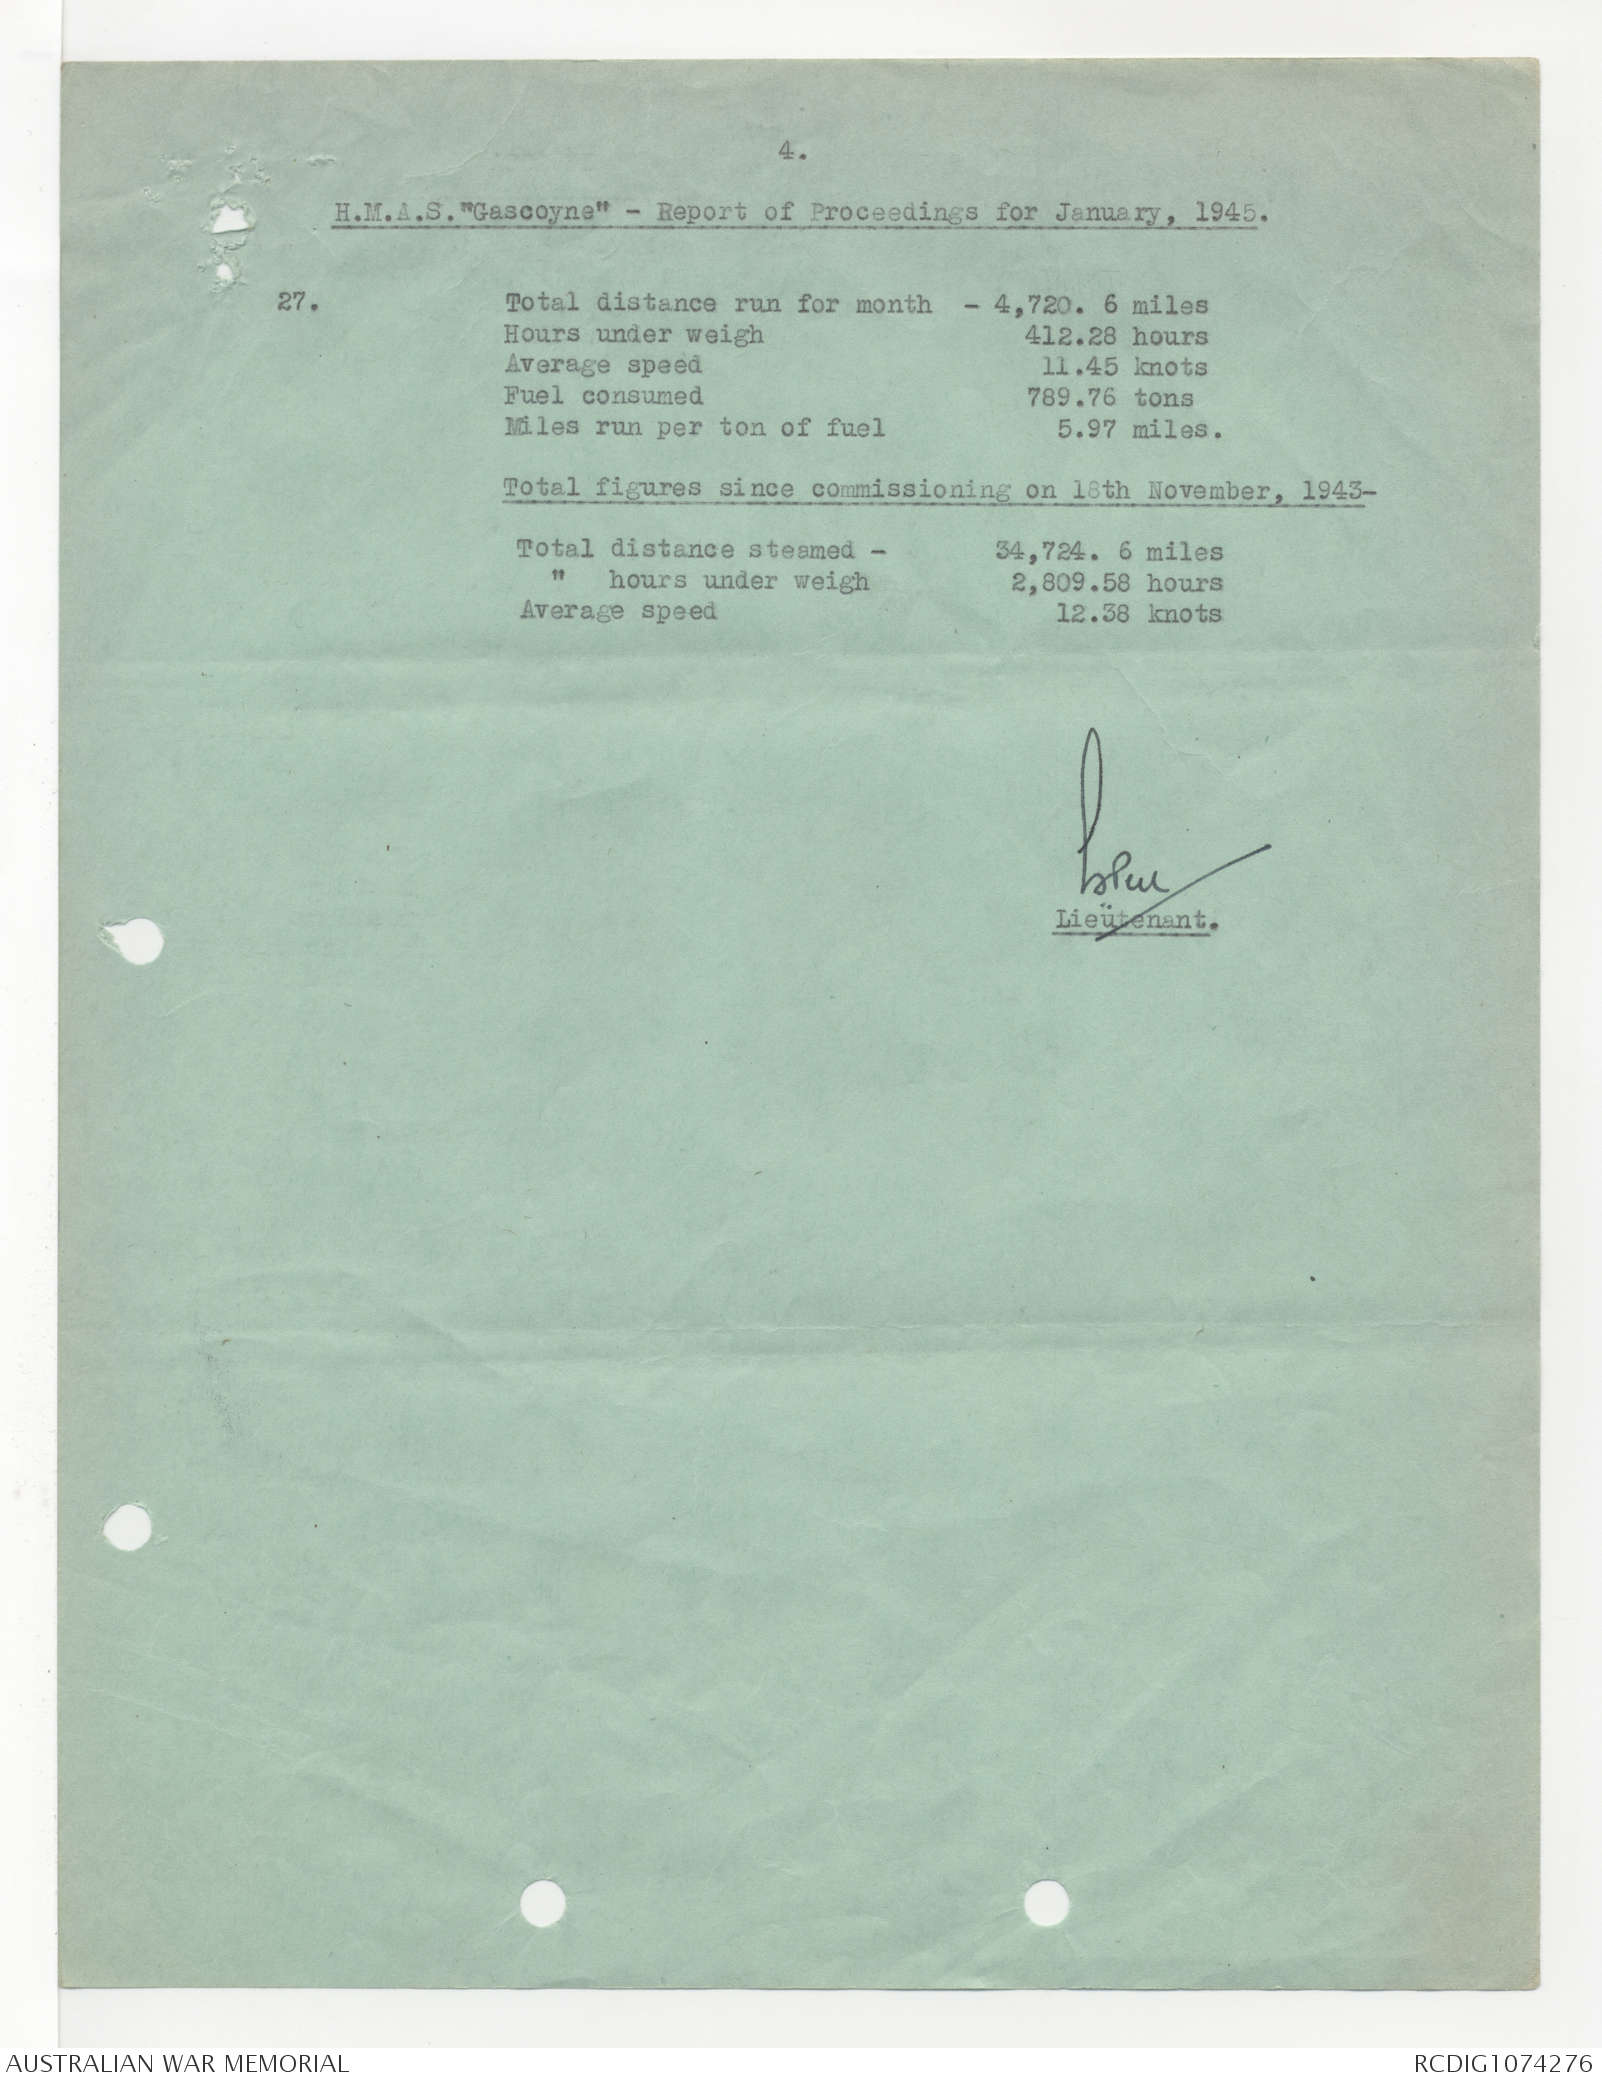 4.
H.M.A.S."Gascoyne" - Report of Proceedings for January, 1945.
27. Total distance run for month - 4,720. 6 miles
Hours under weigh 412.28 hours
Average speed 11.45 knots
Fuel consumed 789.76 tons
Miles run per ton of fuel 5.97 miles.
Total figures since commissioning on 18th November, 1943-
Total distance steamed - 34,724. 6 miles
" hours under weigh 2,809.58 hours
Average speed 12.38 knots
Lieutenant.
AUSTRALIAN WAR MEMORIAL RCDIG1074276